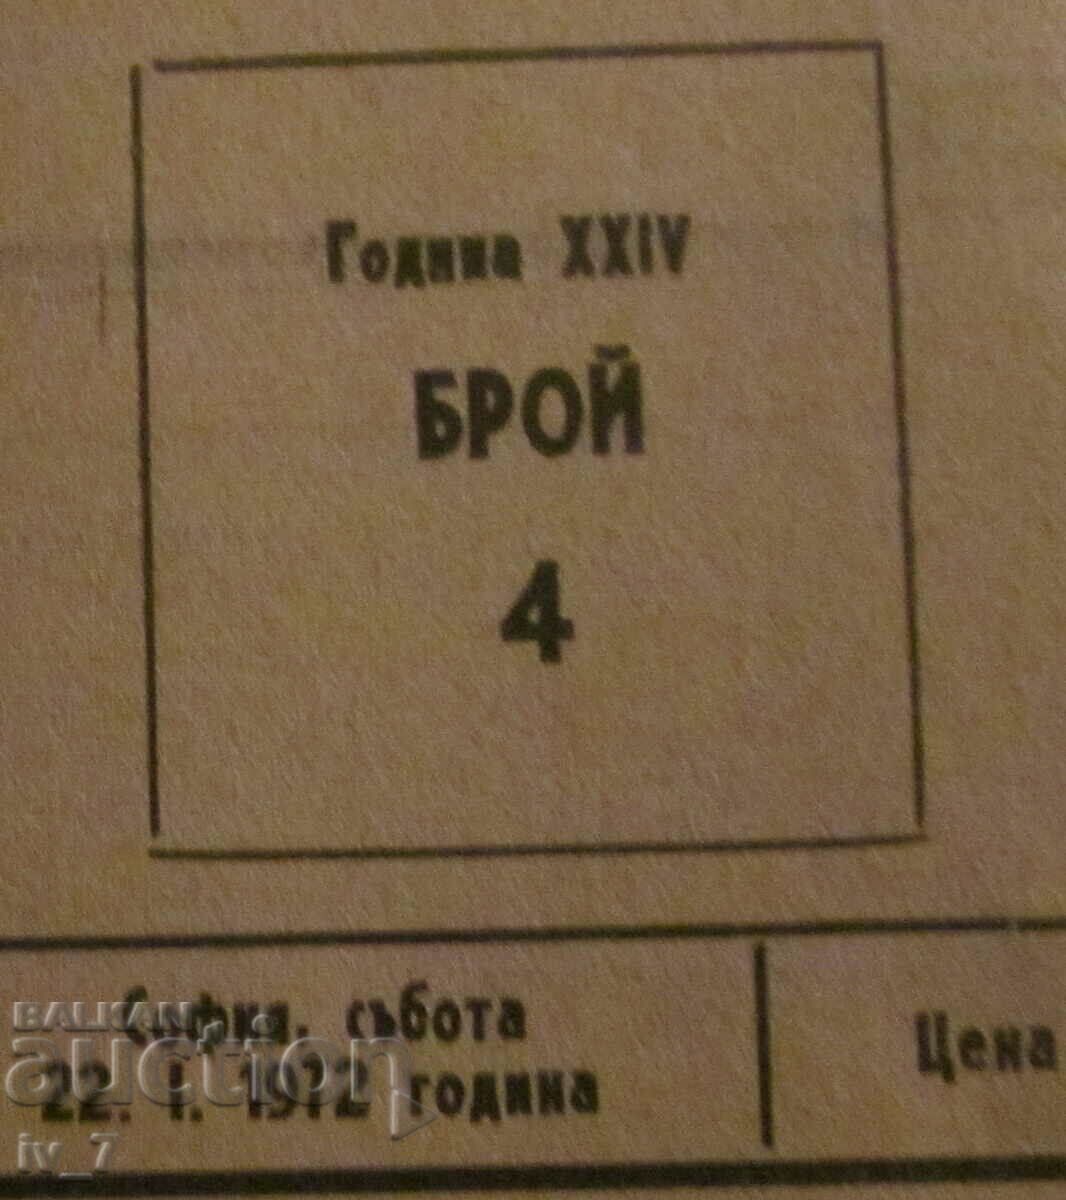 Година XXIV
БРОЙ
4
София, събота
22. I. 1972 година
Цена
BALKAN
auction
iv_7